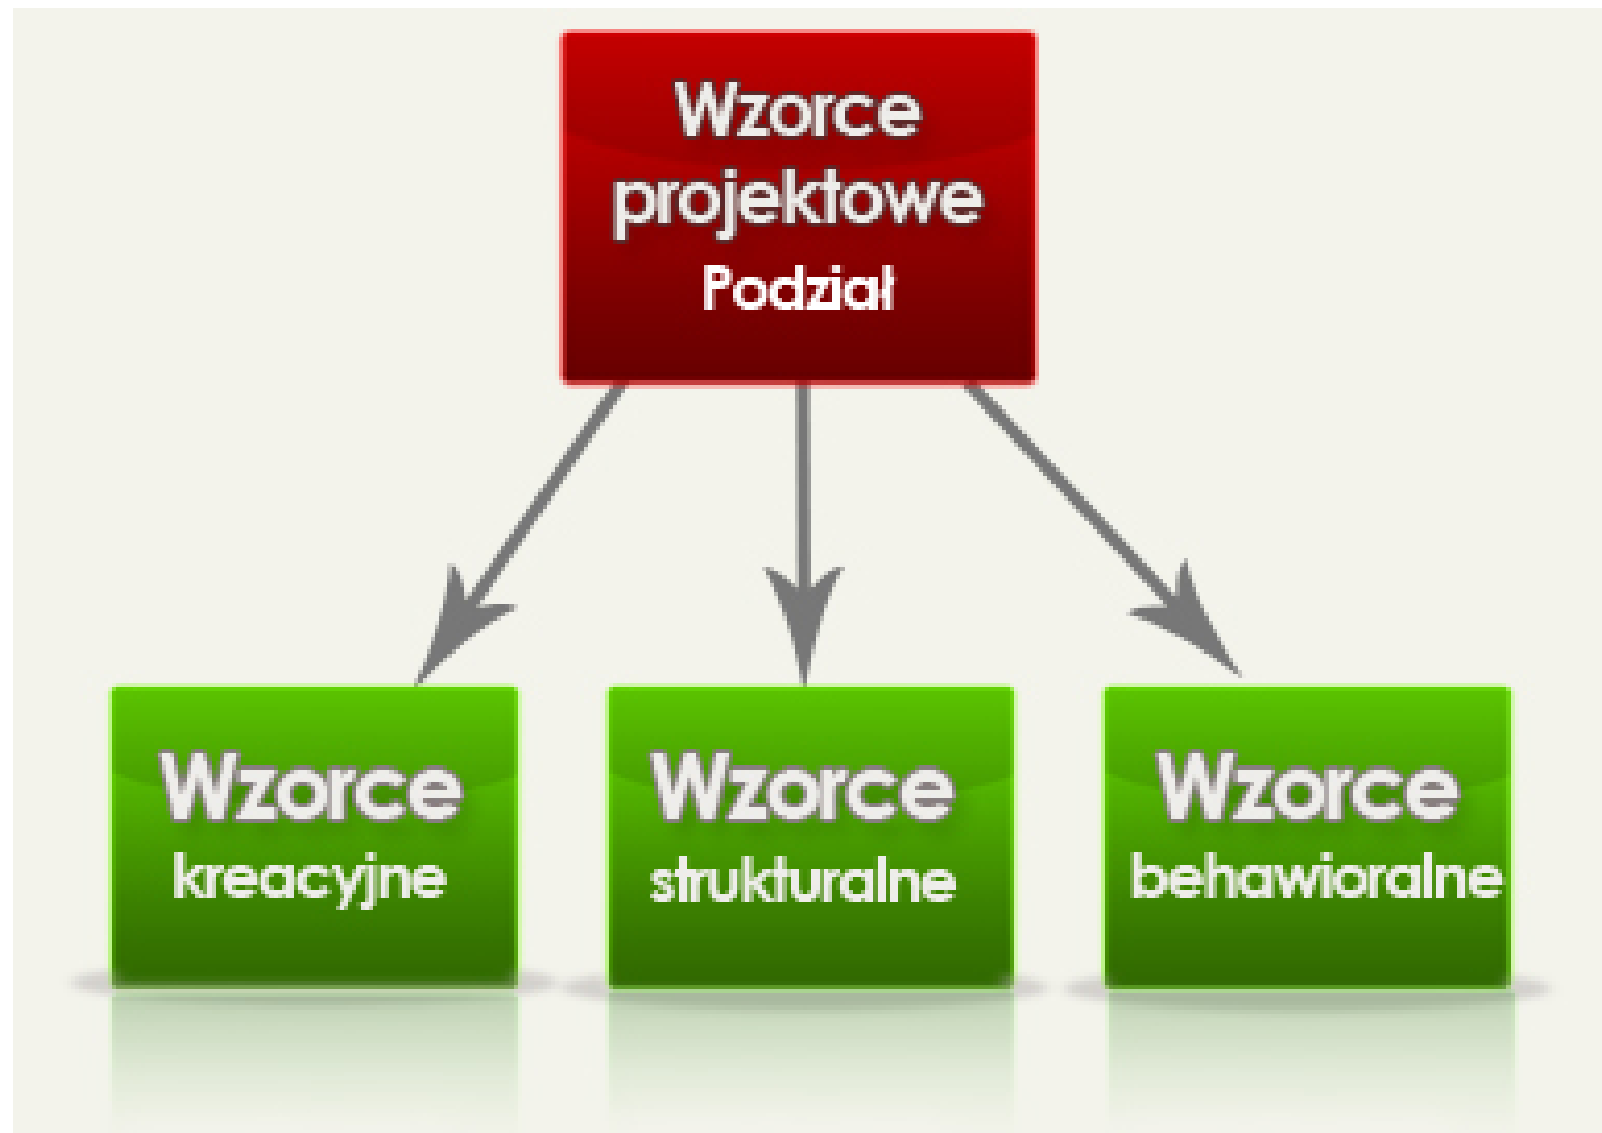 Wzorce
projektowe
Podział
Wzorce
kreacyjne
Wzorce
strukturalne
Wzorce
behawioralne